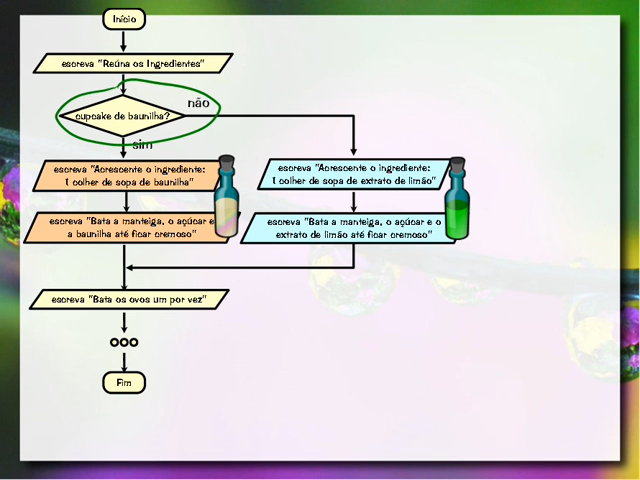 Início
escreva "Reúna os Ingredientes"
cupcake de baunilha?
não
sim
escreva "Acrescente o ingrediente:
1 colher de sopa de baunilha"
escreva "Acrescente o ingrediente:
1 colher de sopa de extrato de limão"
escreva "Bata a manteiga, o açúcar e
a baunilha até ficar cremoso"
escreva "Bata a manteiga, o açúcar e o
extrato de limão até ficar cremoso"
escreva "Bata os ovos um por vez"
ooo
Fim